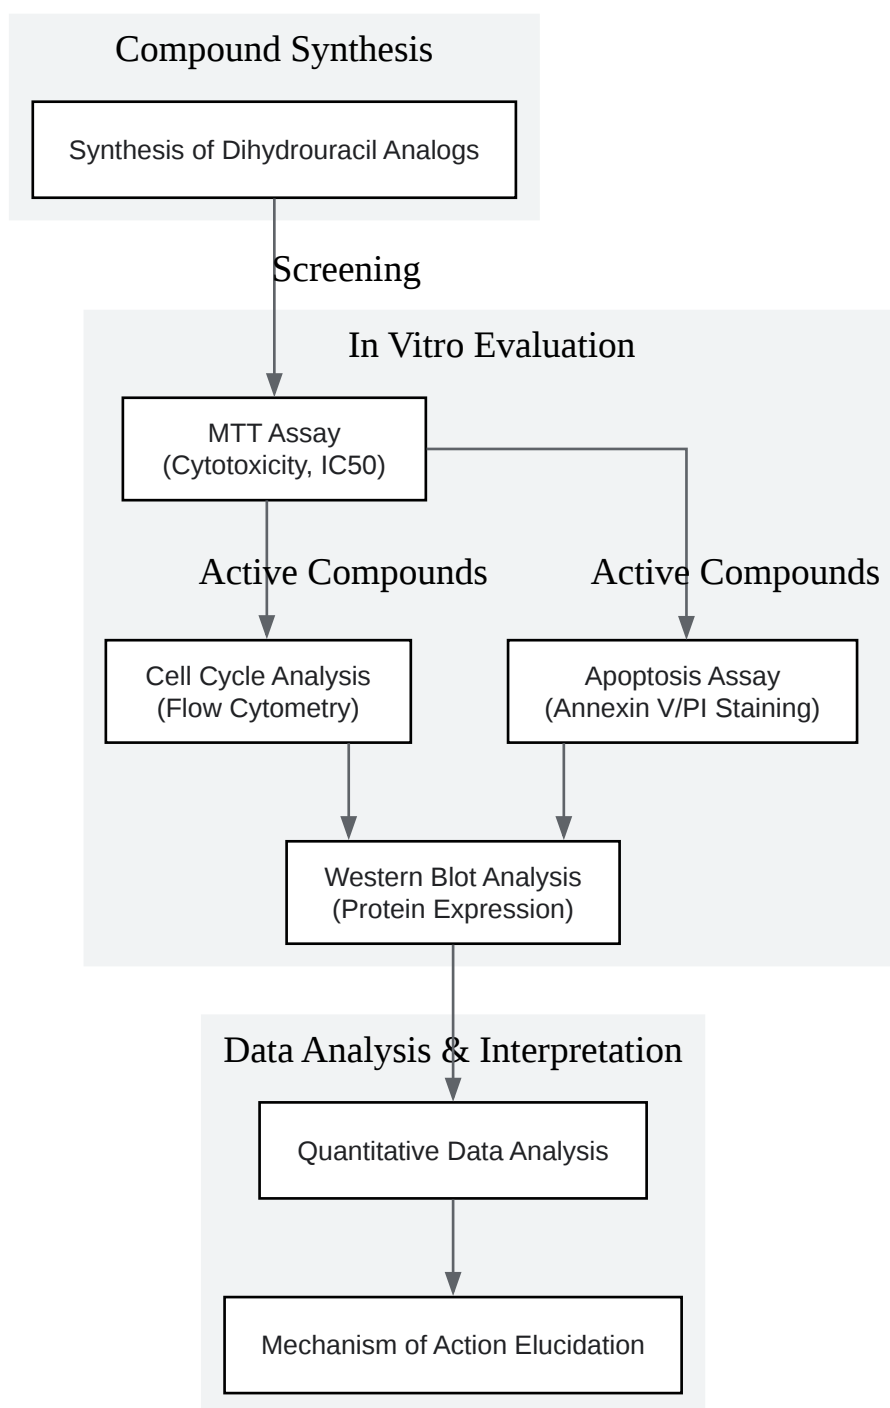 Compound Synthesis
Synthesis of Dihydrouracil Analogs
Screening
In Vitro Evaluation
MTT Assay
(Cytotoxicity, IC50)
Active Compounds
Active Compounds
Cell Cycle Analysis
(Flow Cytometry)
Apoptosis Assay
(Annexin V/PI Staining)
Western Blot Analysis
(Protein Expression)
Data Analysis & Interpretation
Quantitative Data Analysis
Mechanism of Action Elucidation